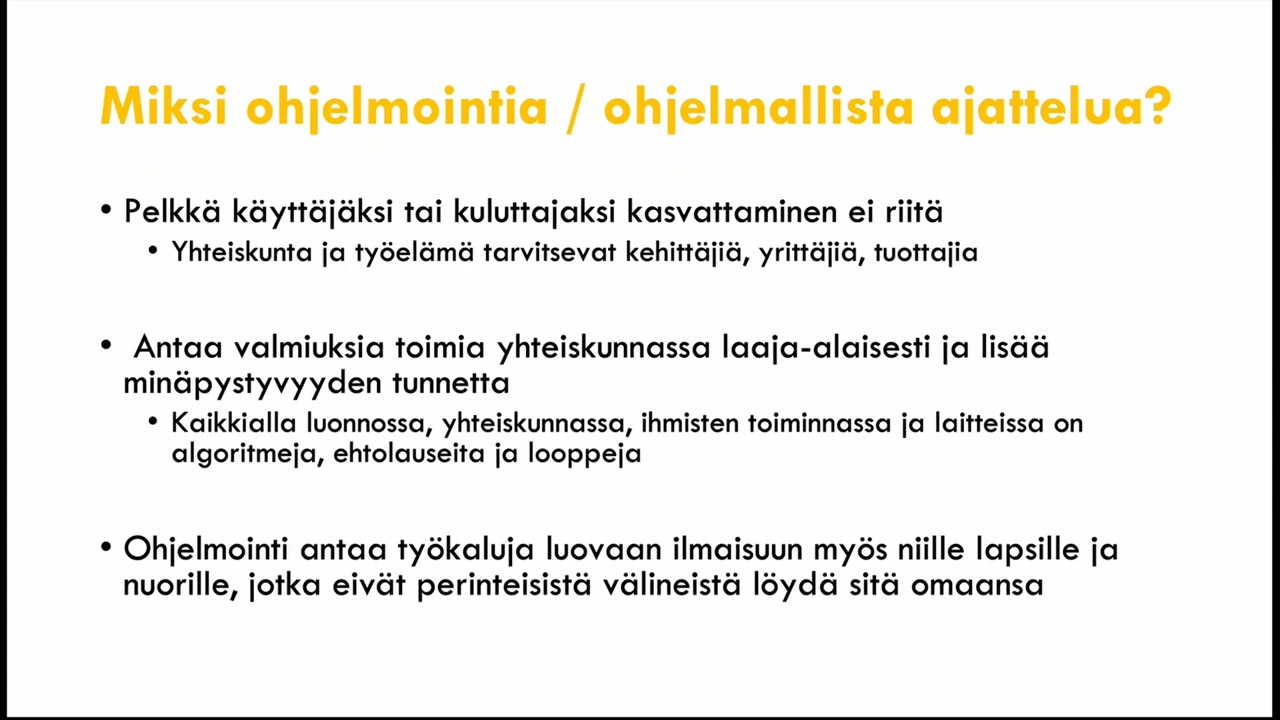 Miksi ohjelmointia / ohjelmallista ajattelua?
• Pelkkä käyttäjäksi tai kuluttajaksi kasvattaminen ei riitä
• Yhteiskunta ja työelämä tarvitsevat kehittäjiä, yrittäjiä, tuottajia
• Antaa valmiuksia toimia yhteiskunnassa laaja-alaisesti ja lisää
minäpystyvyyden tunnetta
• Kaikkialla luonnossa, yhteiskunnassa, ihmisten toiminnassa ja laitteissa on
algoritmeja, ehtolauseita ja looppeja
• Ohjelmointi antaa työkaluja luovaan ilmaisuun myös niille lapsille ja
nuorille, jotka eivät perinteisistä välineistä löydä sitä omaansa